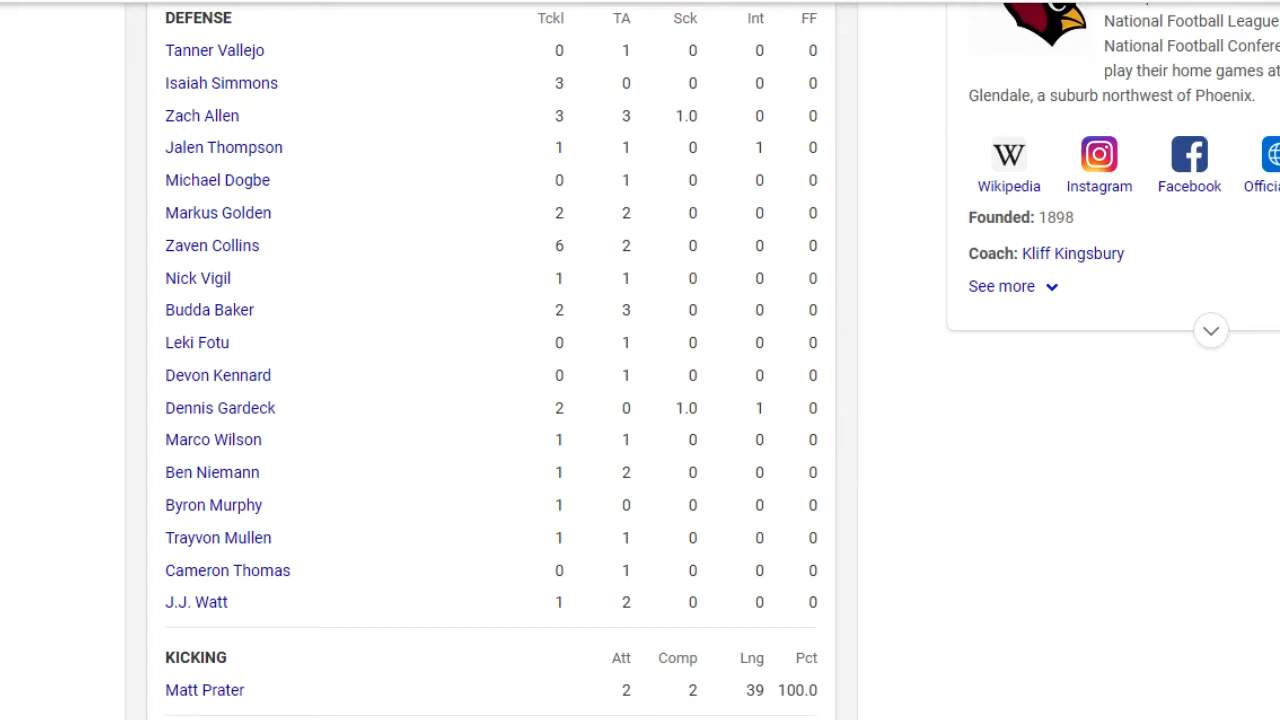 DEFENSE Tckl TA Sck Int FF
Tanner Vallejo 0 1 0 0 0
Isaiah Simmons 3 0 0 0 0
Zach Allen 3 3 1.0 0 0
Jalen Thompson 1 1 0 1 0
Michael Dogbe 0 1 0 0 0
Markus Golden 2 2 0 0 0
Zaven Collins 6 2 0 0 0
Nick Vigil 1 1 0 0 0
Budda Baker 2 3 0 0 0
Leki Fotu 0 1 0 0 0
Devon Kennard 0 1 0 0 0
Dennis Gardeck 2 0 1.0 1 0
Marco Wilson 1 1 0 0 0
Ben Niemann 1 2 0 0 0
Byron Murphy 1 0 0 0 0
Trayvon Mullen 1 1 0 0 0
Cameron Thomas 0 1 0 0 0
J.J. Watt 1 2 0 0 0
KICKING Att Comp Lng Pct
Matt Prater 2 2 39 100.0
National Football League
National Football Confere
play their home games at
Glendale, a suburb northwest of Phoenix.
W
Wikipedia Instagram Facebook Officia
Founded: 1898
Coach: Kliff Kingsbury
See more